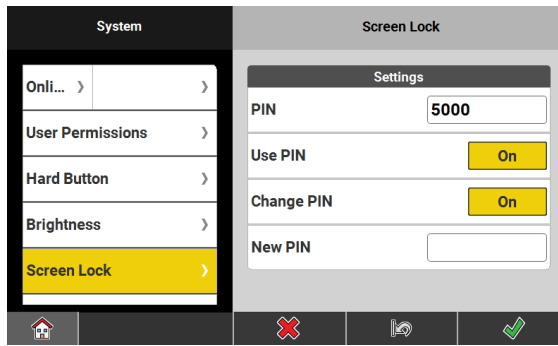 System
Screen Lock
Onli...
User Permissions
Hard Button
Brightness
Screen Lock
Settings
PIN 5000
Use PIN On
Change PIN On
New PIN